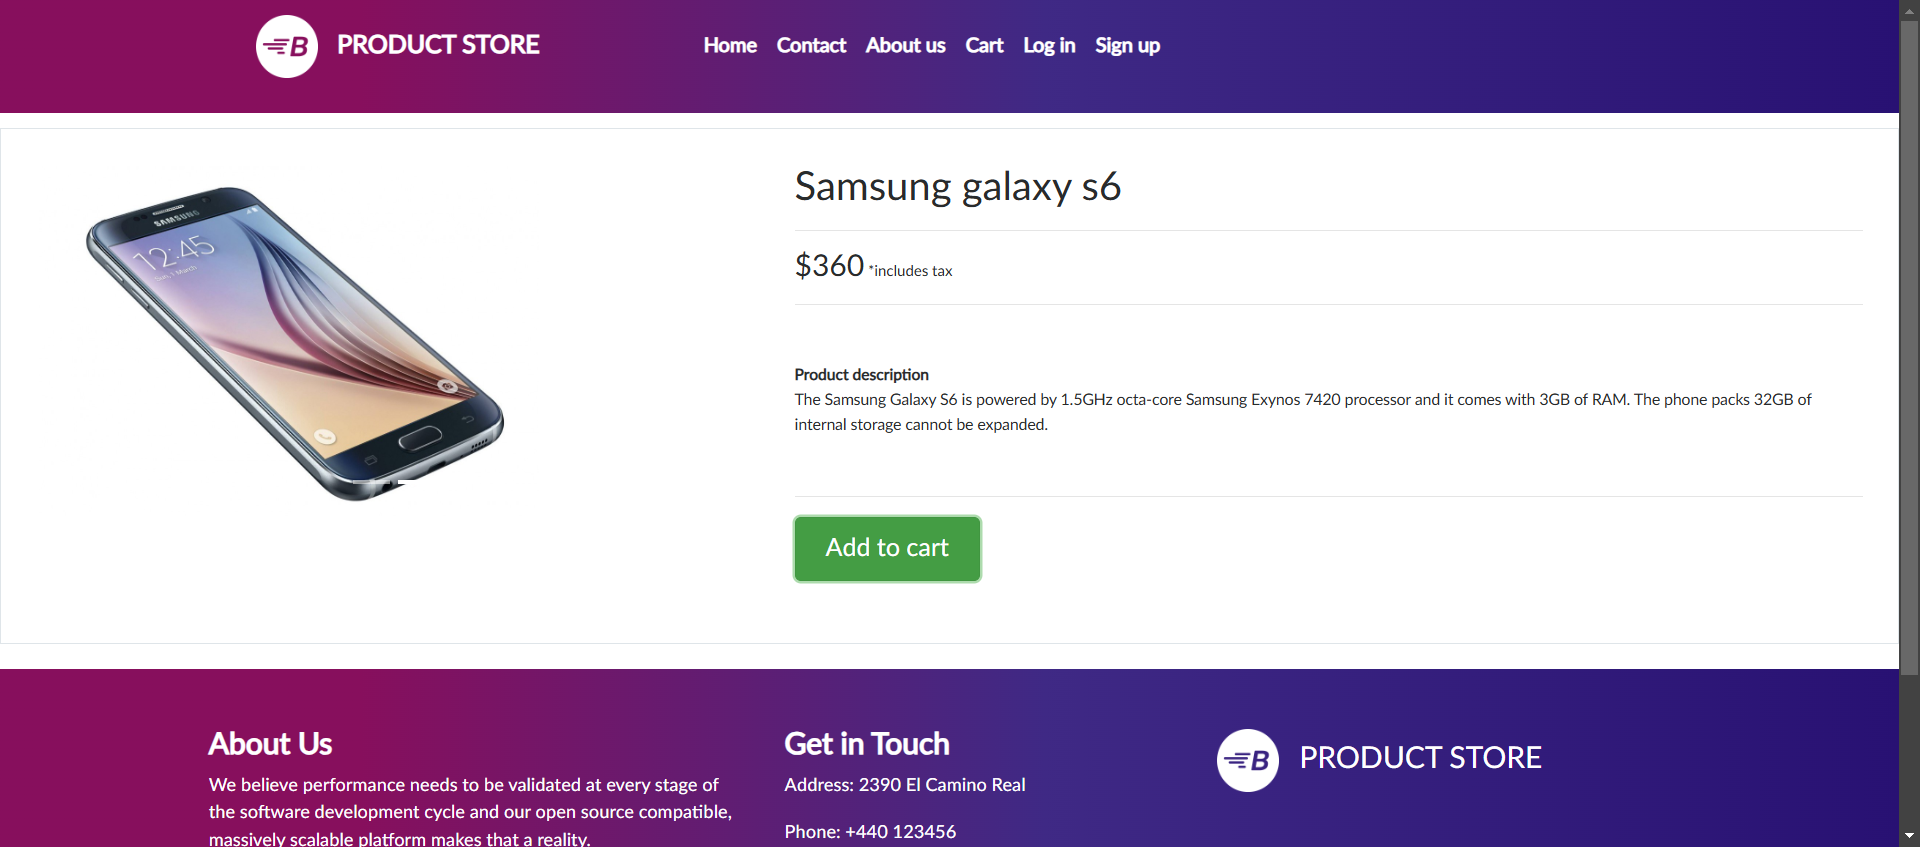 B PRODUCT STORE
Home Contact About us Cart Log in Sign up
SAMSUNG
12:45
Sun, 1 March
Samsung galaxy s6
$360 *includes tax
Product description
The Samsung Galaxy S6 is powered by 1.5GHz octa-core Samsung Exynos 7420 processor and it comes with 3GB of RAM. The phone packs 32GB of
internal storage cannot be expanded.
Add to cart
About Us
We believe performance needs to be validated at every stage of
the software development cycle and our open source compatible,
massively scalable platform makes that a reality.
Get in Touch
Address: 2390 El Camino Real
Phone: +440 123456
B PRODUCT STORE